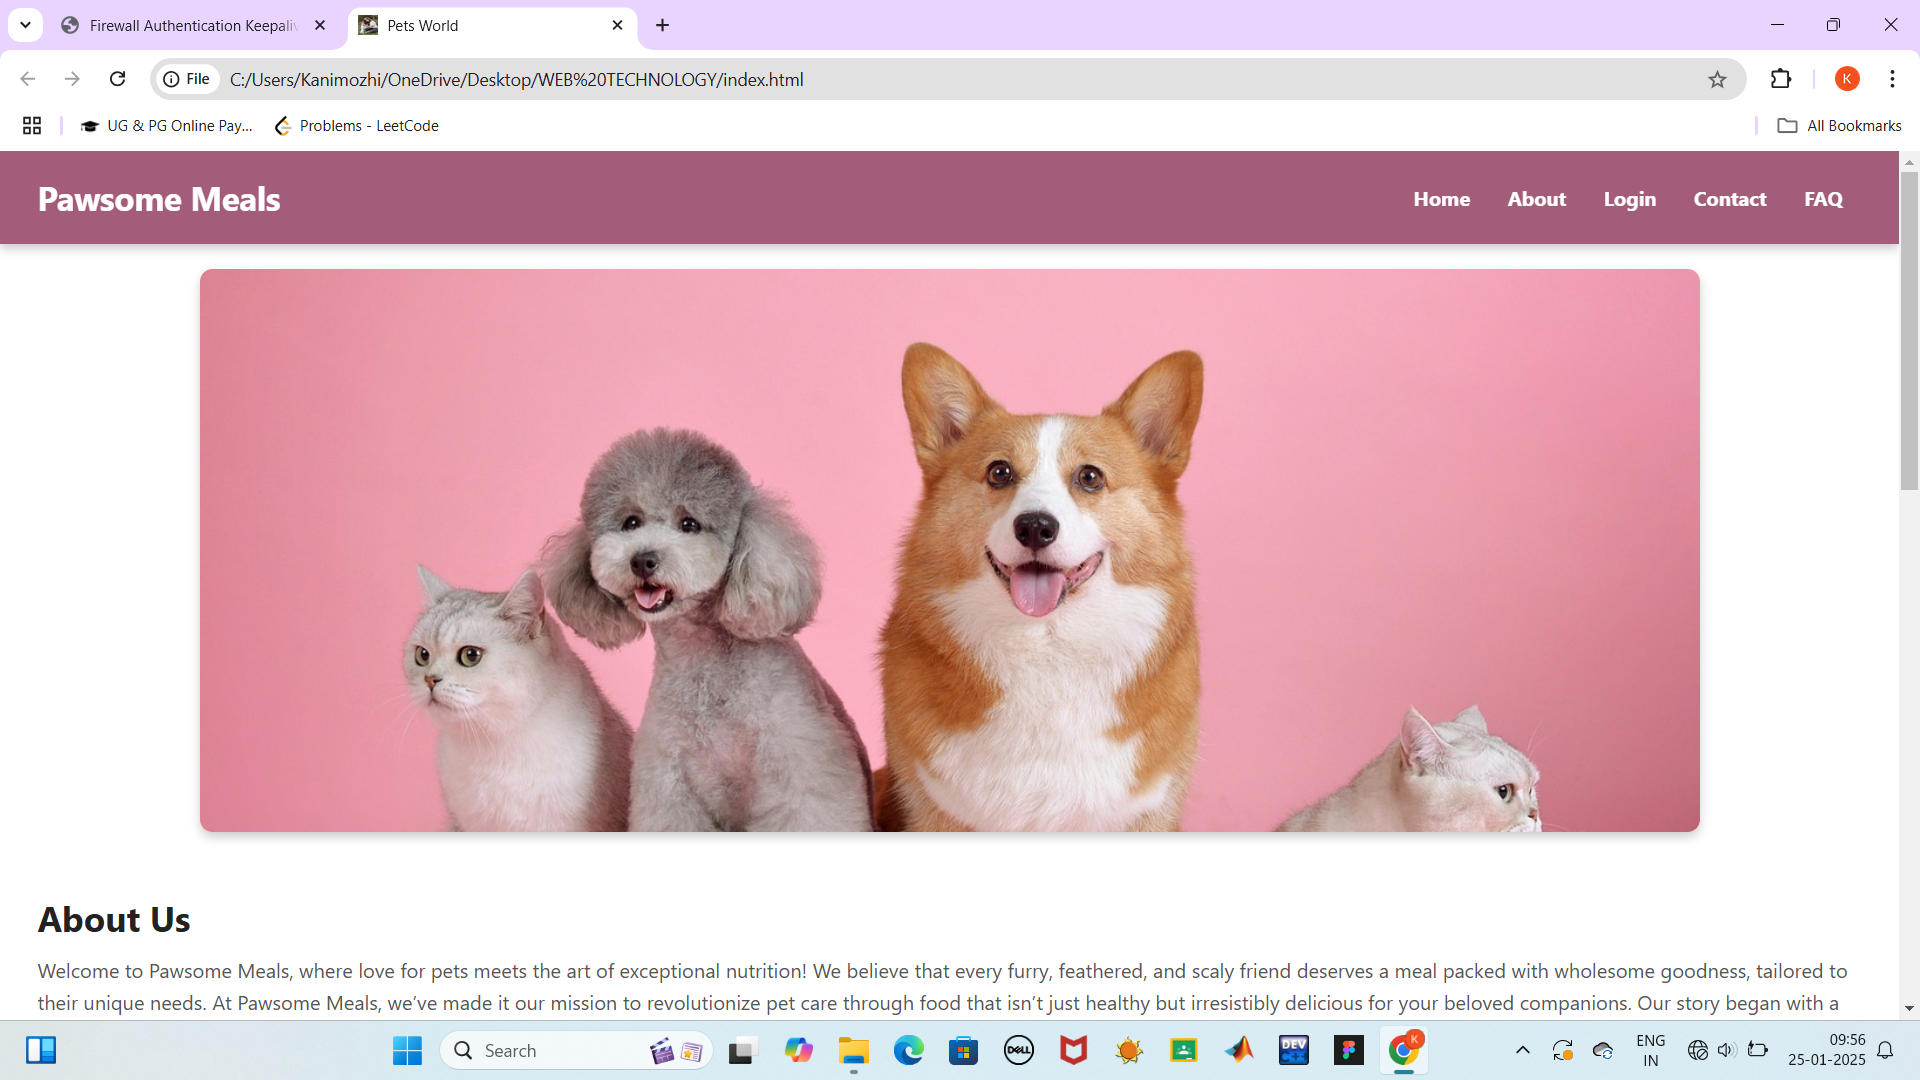 Firewall Authentication Keepaliv
Pets World
File
C:/Users/Kanimozhi/OneDrive/Desktop/WEB%20TECHNOLOGY/index.html
K
UG & PG Online Pay...
Problems - LeetCode
All Bookmarks
Pawsome Meals
Home
About
Login
Contact
FAQ
About Us
Welcome to Pawsome Meals, where love for pets meets the art of exceptional nutrition! We believe that every furry, feathered, and scaly friend deserves a meal packed with wholesome goodness, tailored to
their unique needs. At Pawsome Meals, we’ve made it our mission to revolutionize pet care through food that isn’t just healthy but irresistibly delicious for your beloved companions. Our story began with a
Search
DELL
DEV
K
ENG
IN
09:56
25-01-2025